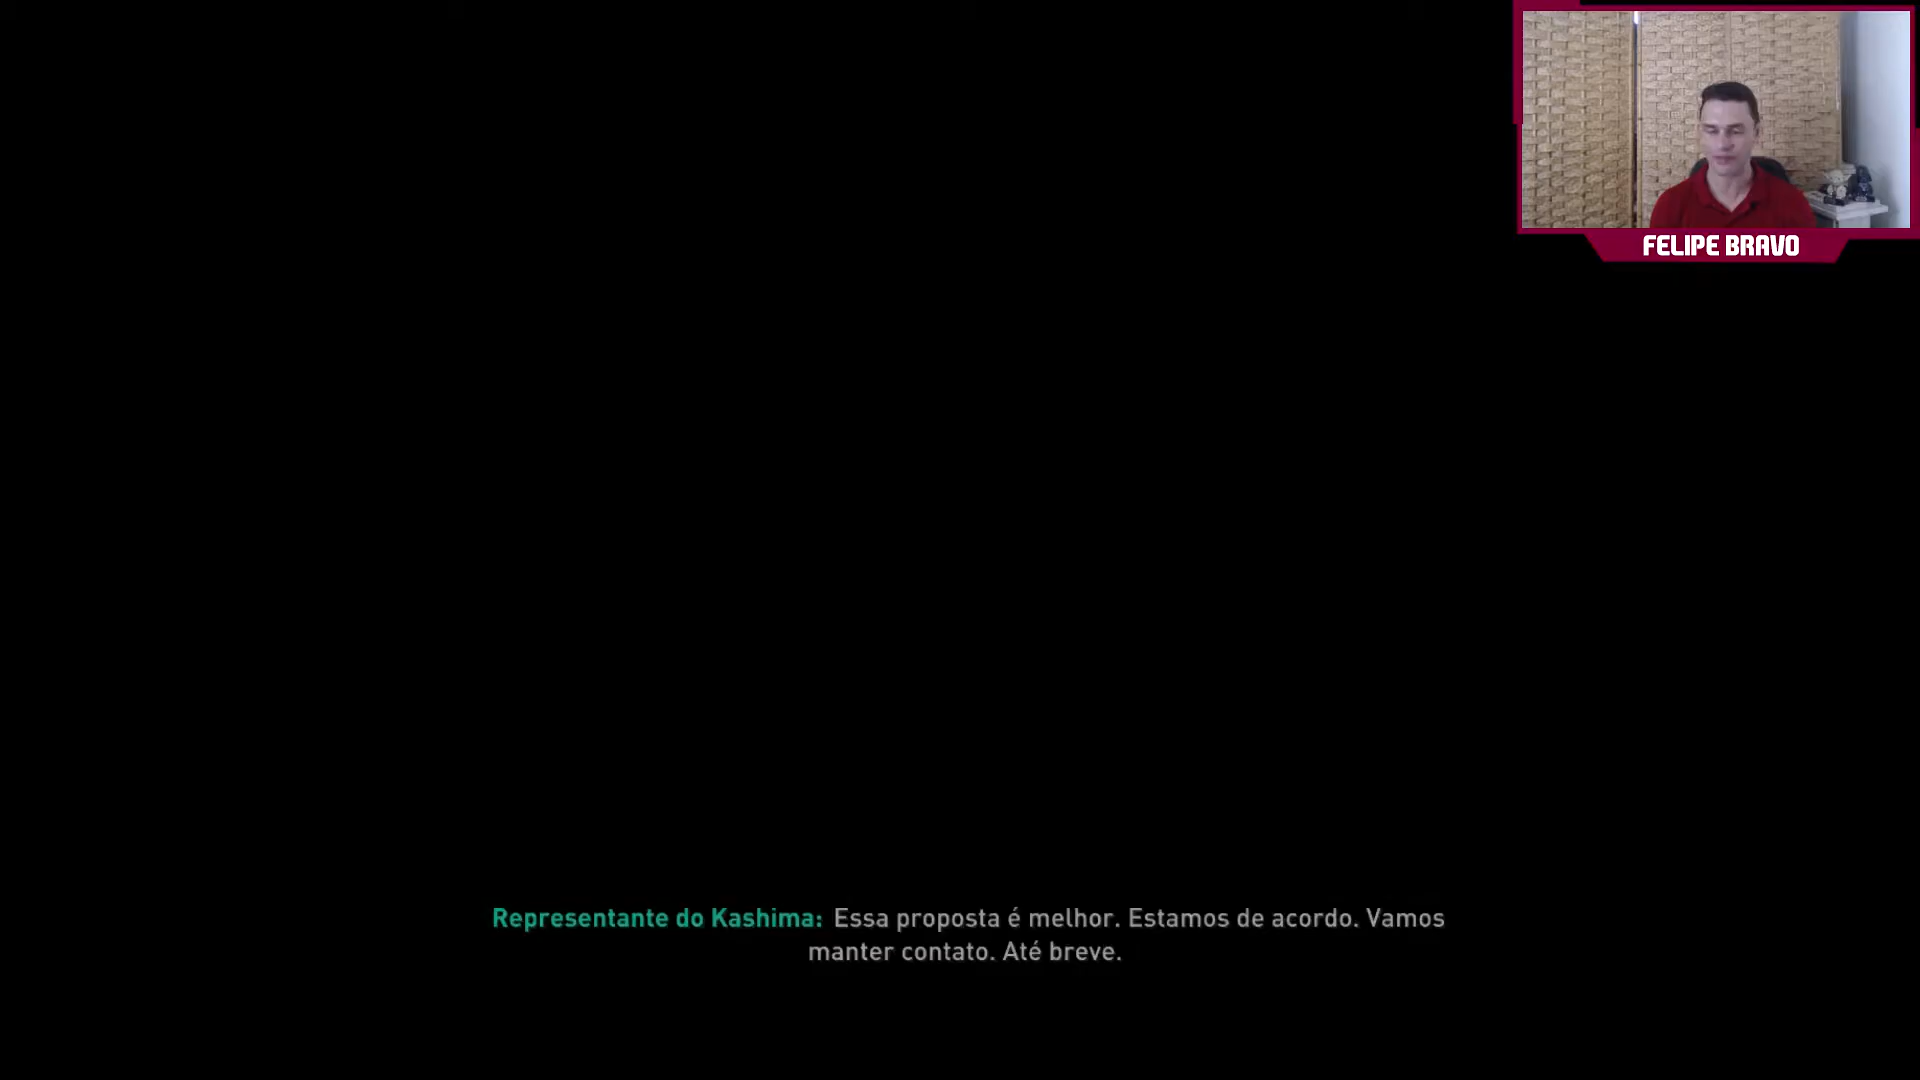 FELIPE BRAVO
Representante do Kashima: Essa proposta é melhor. Estamos de acordo. Vamos
manter contato. Até breve.